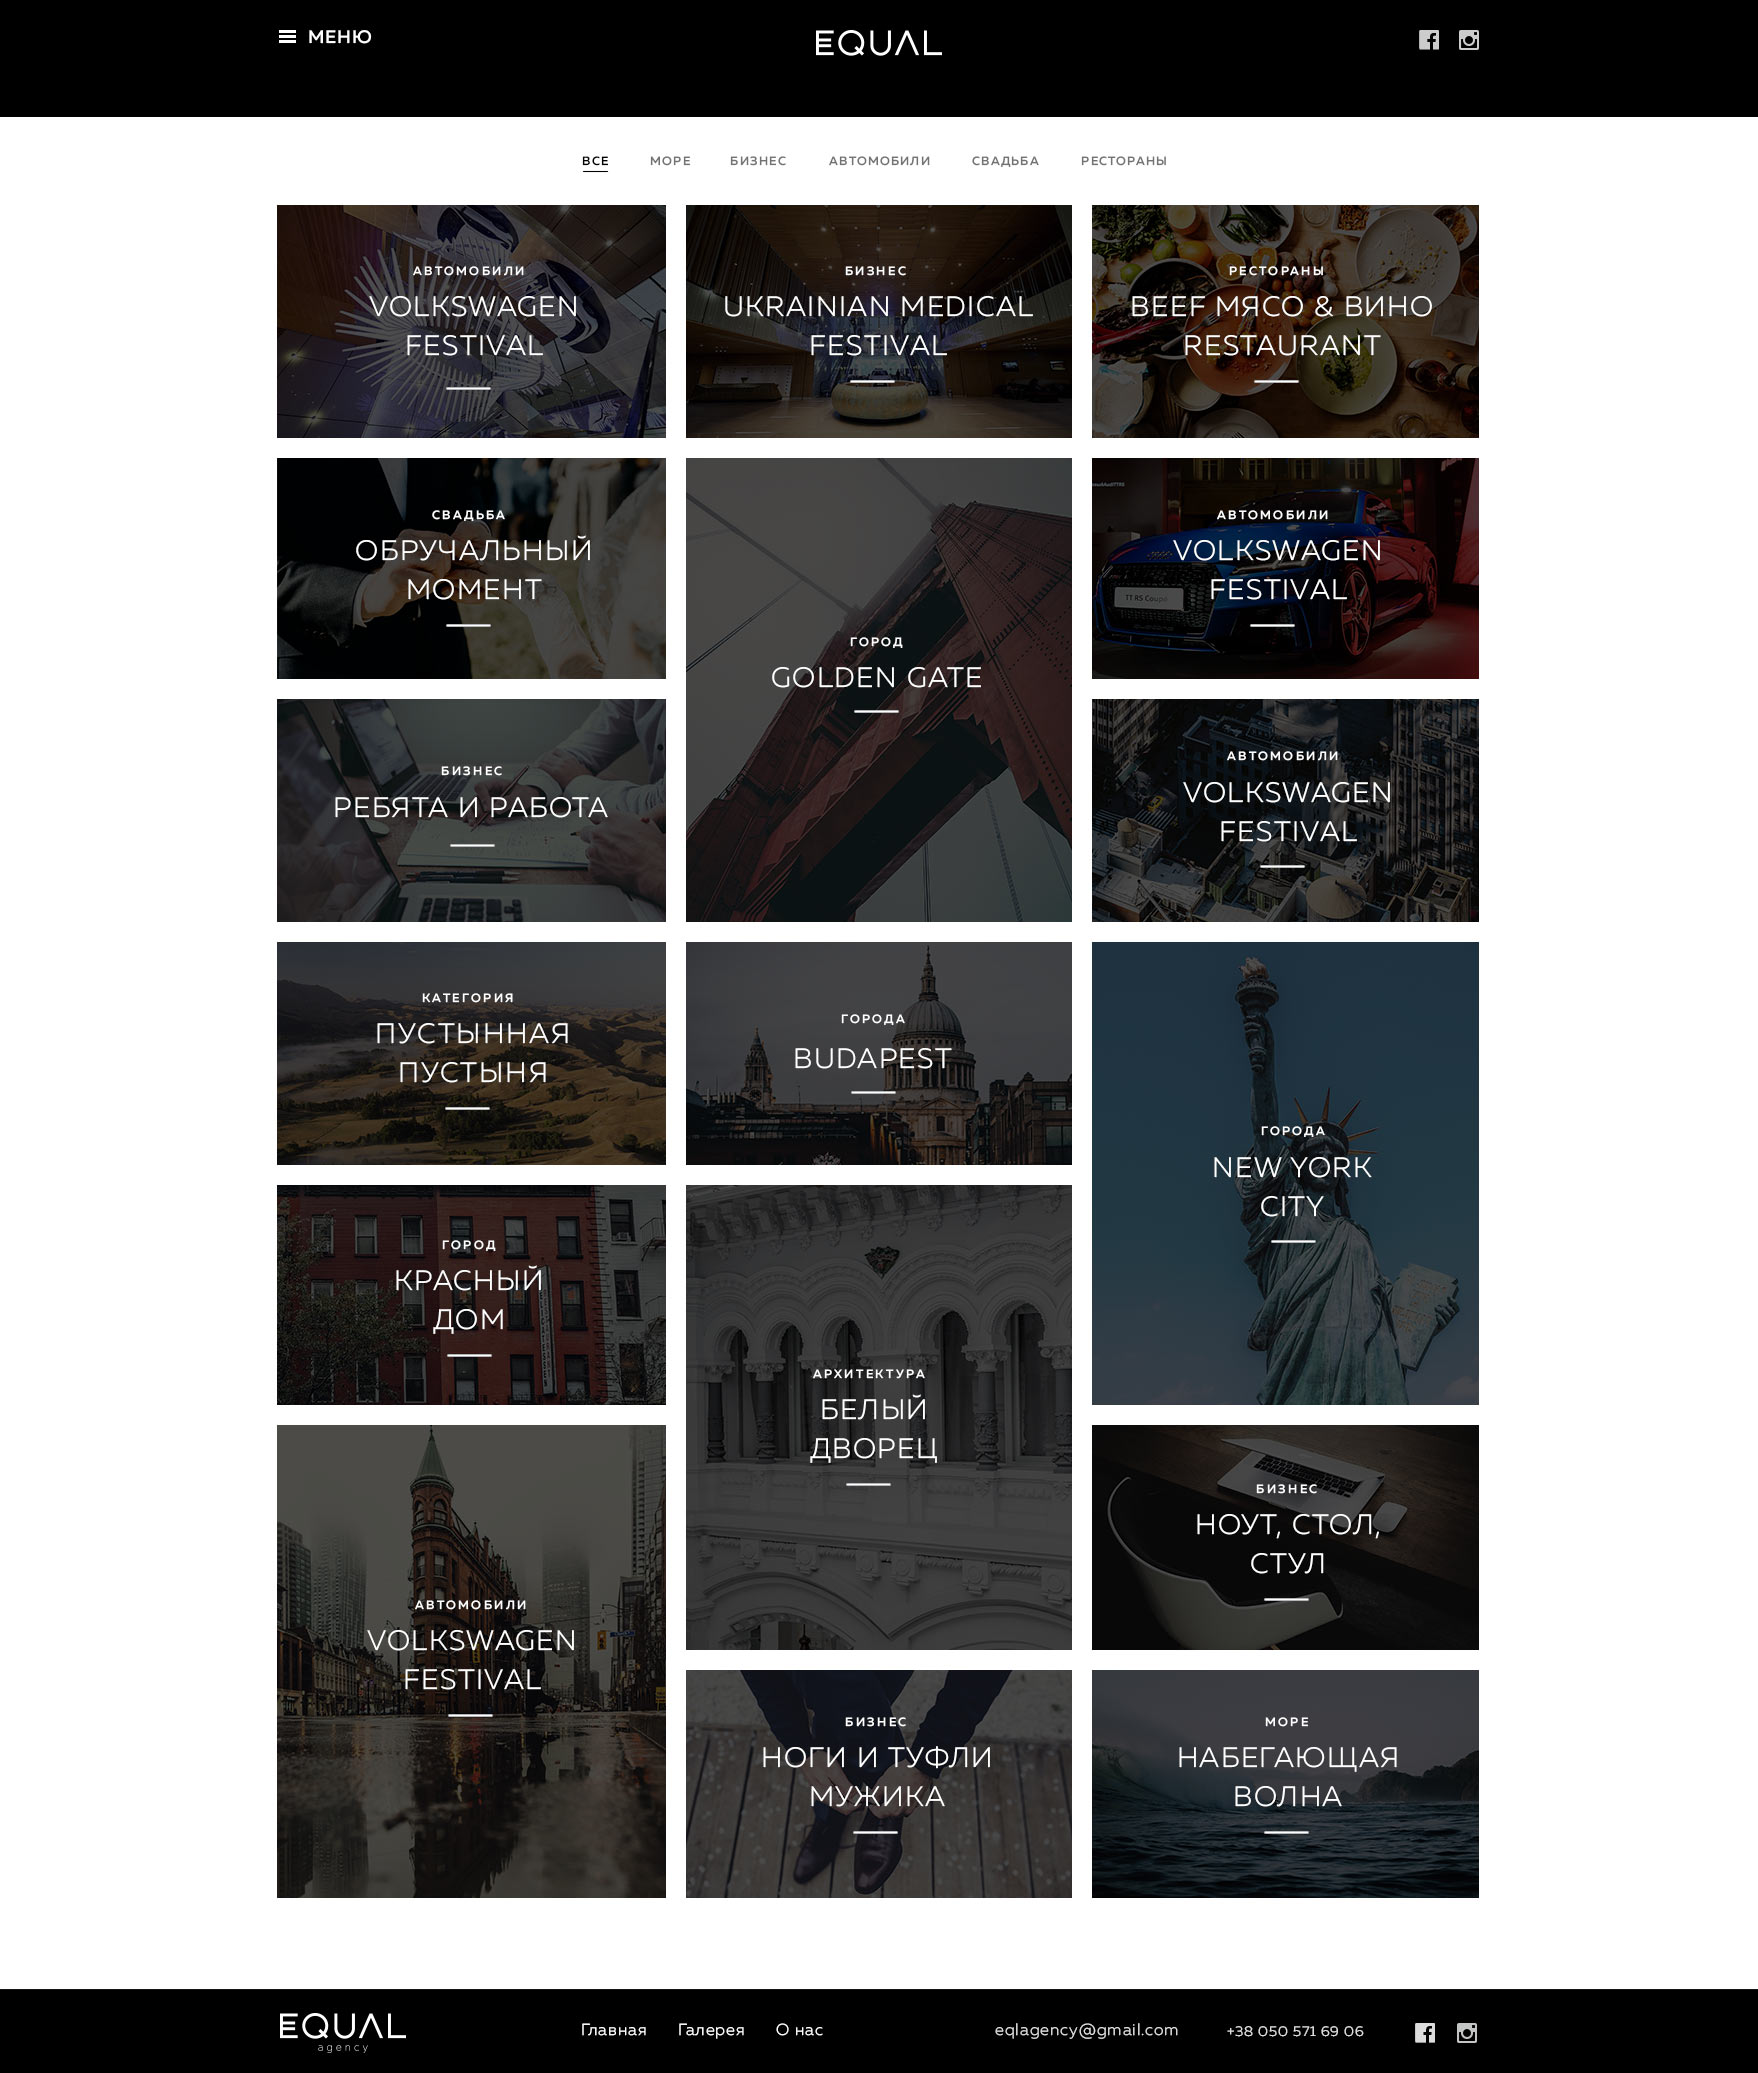 МЕНЮ
EQUAL
ВСЕ МОРЕ БИЗНЕС АВТОМОБИЛИ СВАДЬБА РЕСТОРАНЫ
АВТОМОБИЛИ
VOLKSWAGEN
FESTIVAL
БИЗНЕС
UKRAINIAN MEDICAL
FESTIVAL
РЕСТОРАНЫ
BEEF МЯСО & ВИНО
RESTAURANT
СВАДЬБА
ОБРУЧАЛЬНЫЙ
МОМЕНТ
ГОРОД
GOLDEN GATE
АВТОМОБИЛИ
VOLKSWAGEN
FESTIVAL
TT RS Coupé
БИЗНЕС
РЕБЯТА И РАБОТА
АВТОМОБИЛИ
VOLKSWAGEN
FESTIVAL
КАТЕГОРИЯ
ПУСТЫННАЯ
ПУСТЫНЯ
ГОРОДА
BUDAPEST
ГОРОДА
NEW YORK
CITY
ГОРОД
КРАСНЫЙ
ДОМ
АРХИТЕКТУРА
БЕЛЫЙ
ДВОРЕЦ
БИЗНЕС
НОУТ, СТОЛ,
СТУЛ
АВТОМОБИЛИ
VOLKSWAGEN
FESTIVAL
БИЗНЕС
НОГИ И ТУФЛИ
МУЖИКА
МОРЕ
НАБЕГАЮЩАЯ
ВОЛНА
EQUAL
agency
Главная Галерея О нас eqlagency@gmail.com +38 050 571 69 06